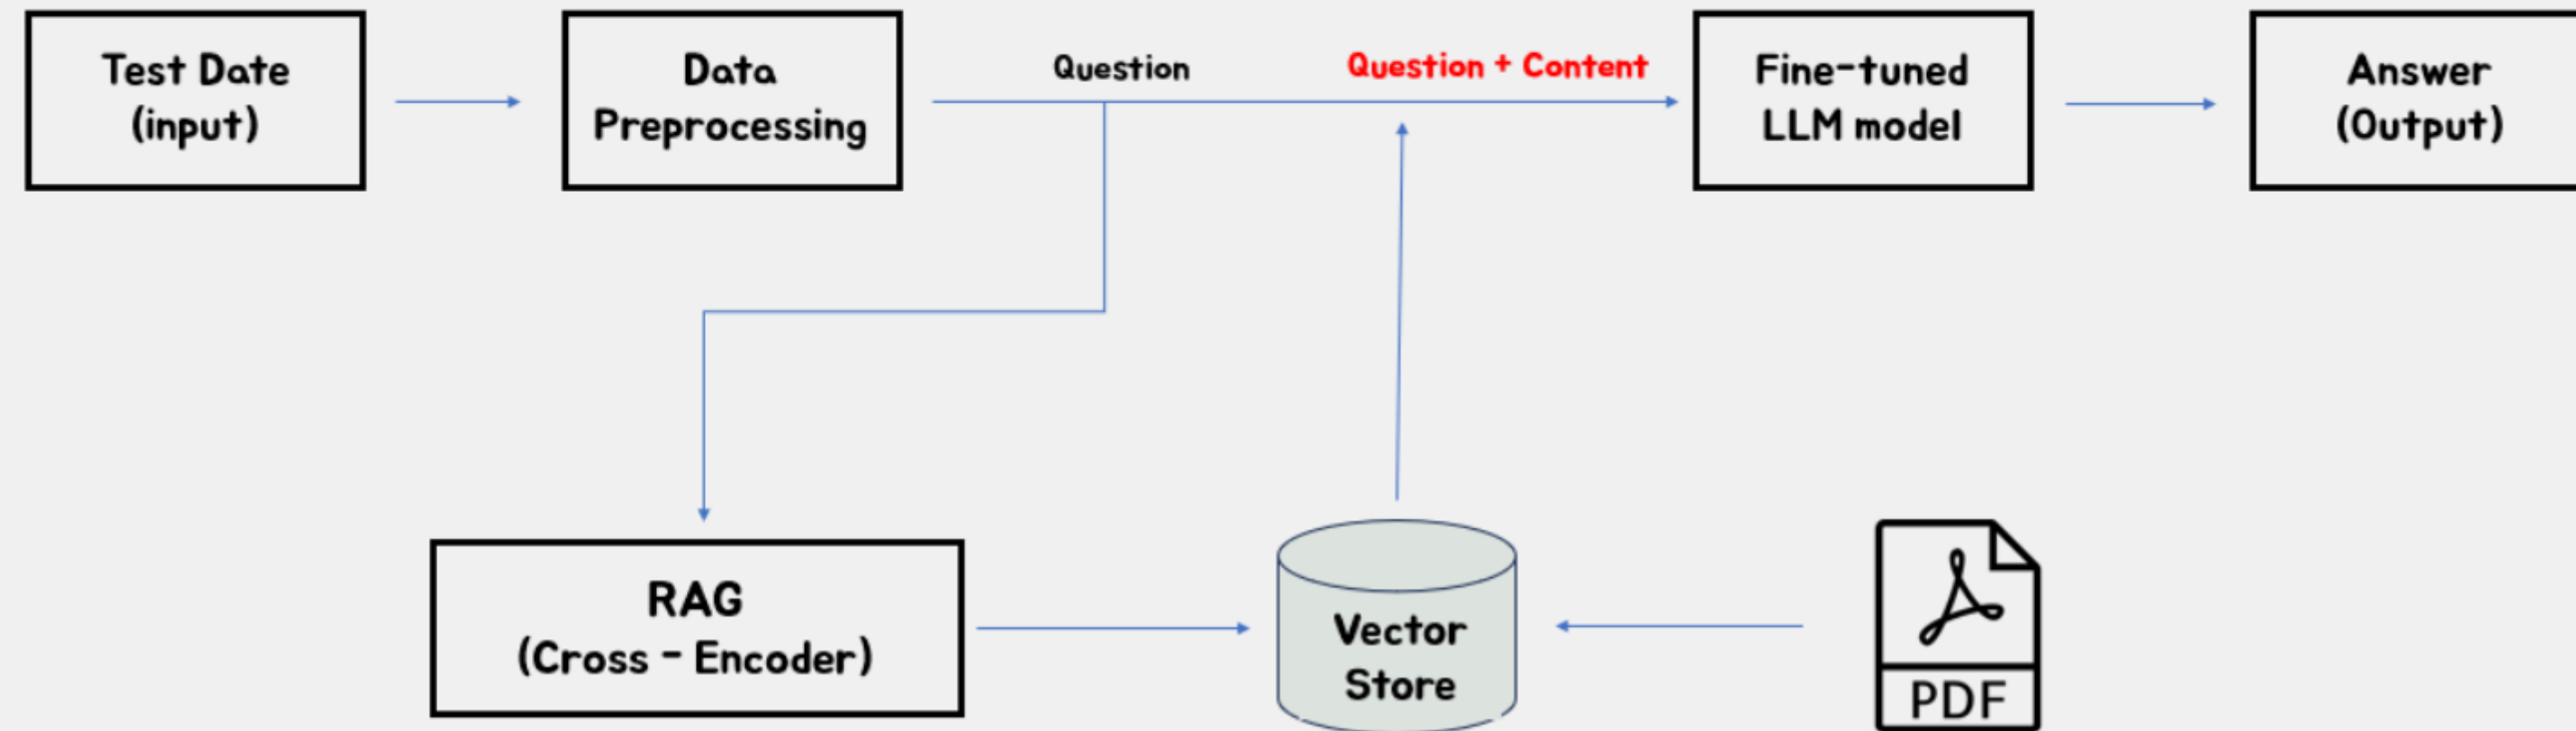 Test Date
(input)
Data
Preprocessing
Question
Question + Content
Fine-tuned
LLM model
Answer
(Output)
RAG
(Cross - Encoder)
Vector
Store
PDF